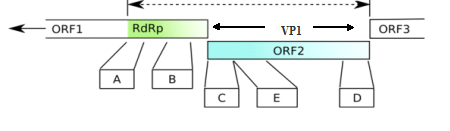 VP1
ORF1 RdRp ORF3
ORF2
A B
C E D